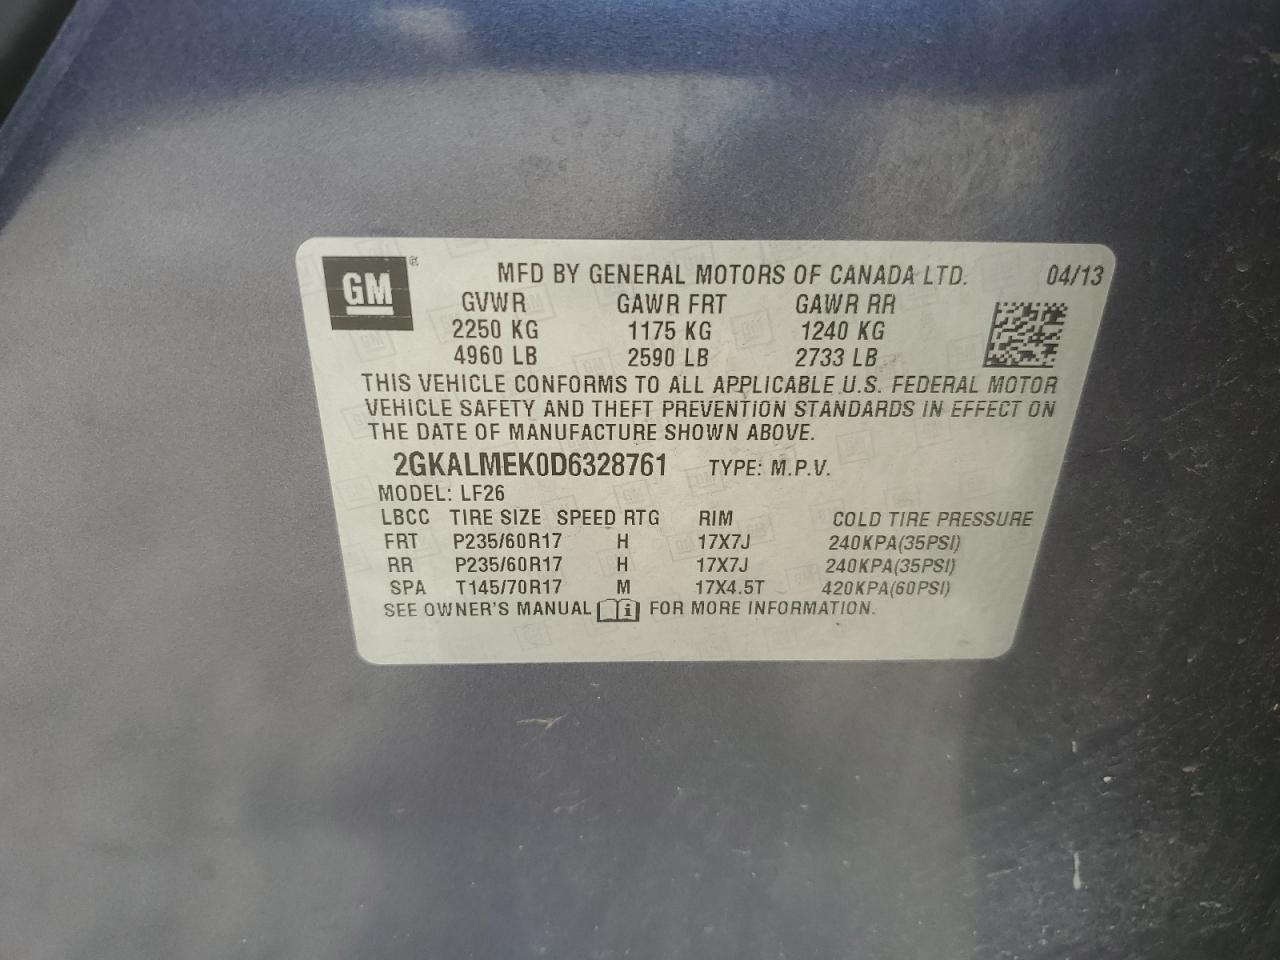 GM ®
MFD BY GENERAL MOTORS OF CANADA LTD. 04/13
GVWR GAWR FRT GAWR RR
2250 KG 1175 KG 1240 KG
4960 LB 2590 LB 2733 LB
THIS VEHICLE CONFORMS TO ALL APPLICABLE U.S. FEDERAL MOTOR
VEHICLE SAFETY AND THEFT PREVENTION STANDARDS IN EFFECT ON
THE DATE OF MANUFACTURE SHOWN ABOVE.
2GKALMEK0D6328761 TYPE: M.P.V.
MODEL: LF26
LBCC TIRE SIZE SPEED RTG RIM COLD TIRE PRESSURE
FRT P235/60R17 H 17X7J 240KPA(35PSI)
RR P235/60R17 H 17X7J 240KPA(35PSI)
SPA T145/70R17 M 17X4.5T 420KPA(60PSI)
SEE OWNER'S MANUAL i FOR MORE INFORMATION.